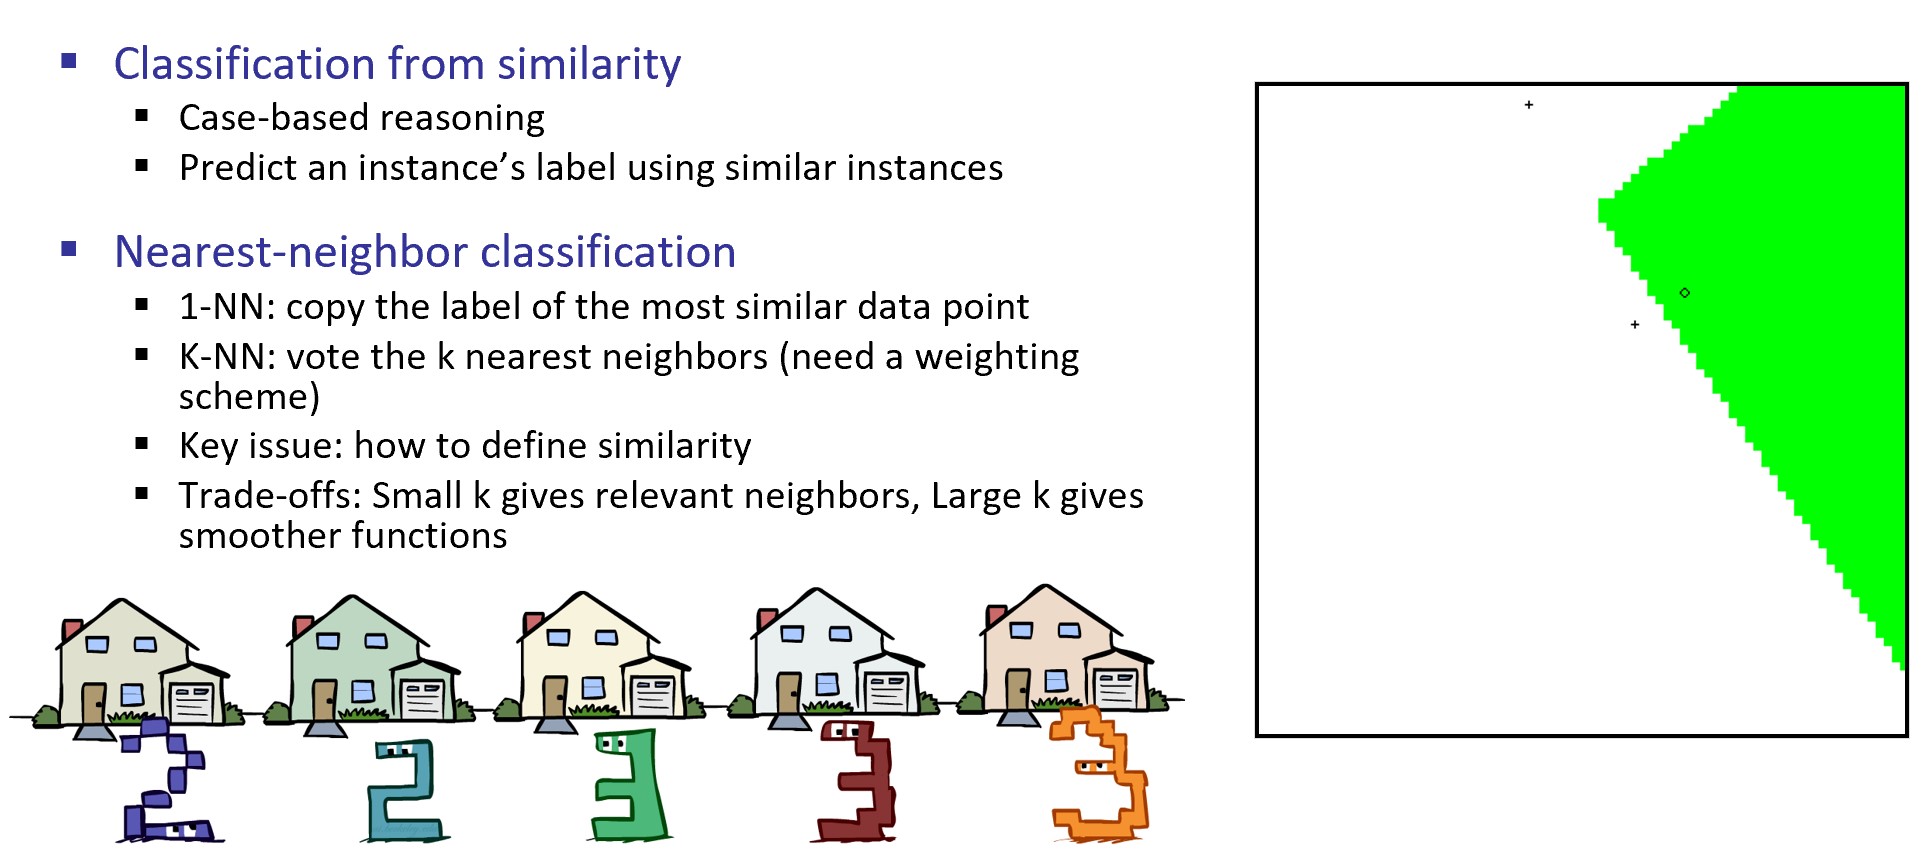 Classification from similarity
Case-based reasoning
Predict an instance’s label using similar instances
Nearest-neighbor classification
1-NN: copy the label of the most similar data point
K-NN: vote the k nearest neighbors (need a weighting
scheme)
Key issue: how to define similarity
Trade-offs: Small k gives relevant neighbors, Large k gives
smoother functions
2
2
3
3
3